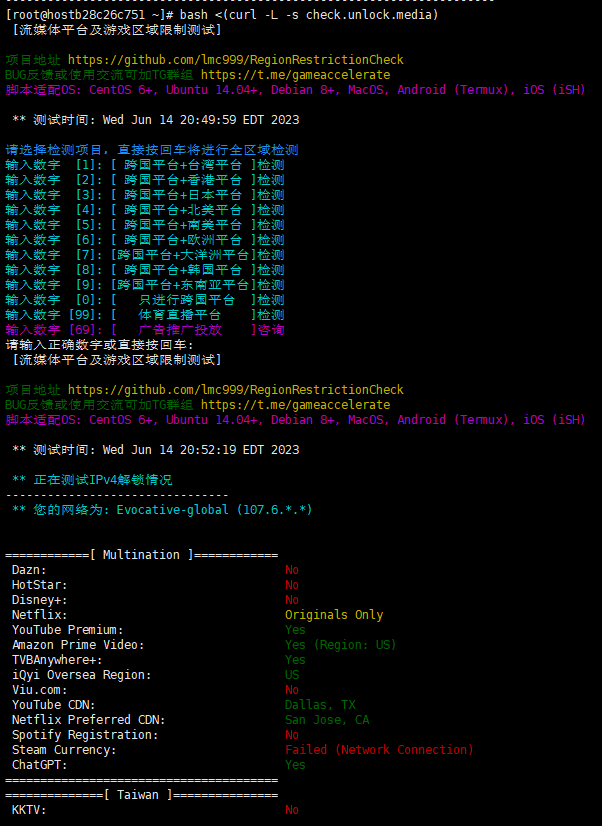 [root@hostb28c26c751 ~]# bash <(curl -L -s check.unlock.media)
[流媒体平台及游戏区域限制测试]
项目地址 https://github.com/lmc999/RegionRestrictionCheck
BUG反馈或使用交流可加TG群组 https://t.me/gameaccelerate
脚本适配OS: CentOS 6+, Ubuntu 14.04+, Debian 8+, MacOS, Android (Termux), iOS (iSH)
** 测试时间: Wed Jun 14 20:49:59 EDT 2023
请选择检测项目，直接按回车将进行全区域检测
输入数字 [1]: [ 跨国平台+台湾平台 ]检测
输入数字 [2]: [ 跨国平台+香港平台 ]检测
输入数字 [3]: [ 跨国平台+日本平台 ]检测
输入数字 [4]: [ 跨国平台+北美平台 ]检测
输入数字 [5]: [ 跨国平台+南美平台 ]检测
输入数字 [6]: [ 跨国平台+欧洲平台 ]检测
输入数字 [7]: [跨国平台+大洋洲平台]检测
输入数字 [8]: [ 跨国平台+韩国平台 ]检测
输入数字 [9]: [跨国平台+东南亚平台]检测
输入数字 [0]: [ 只进行跨国平台 ]检测
输入数字 [99]: [ 体育直播平台 ]检测
输入数字 [69]: [ 广告推广投放 ]咨询
请输入正确数字或直接按回车:
[流媒体平台及游戏区域限制测试]
项目地址 https://github.com/lmc999/RegionRestrictionCheck
BUG反馈或使用交流可加TG群组 https://t.me/gameaccelerate
脚本适配OS: CentOS 6+, Ubuntu 14.04+, Debian 8+, MacOS, Android (Termux), iOS (iSH)
** 测试时间: Wed Jun 14 20:52:19 EDT 2023
** 正在测试IPv4解锁情况
--------------------------------
** 您的网络为: Evocative-global (107.6.*.*)
============[ Multination ]============
Dazn: No
HotStar: No
Disney+: No
Netflix: Originals Only
YouTube Premium: Yes
Amazon Prime Video: Yes (Region: US)
TVBAnywhere+: Yes
iQyi Oversea Region: US
Viu.com: No
YouTube CDN: Dallas, TX
Netflix Preferred CDN: San Jose, CA
Spotify Registration: No
Steam Currency: Failed (Network Connection)
ChatGPT: Yes
=======================================
==============[ Taiwan ]===============
KKTV: No